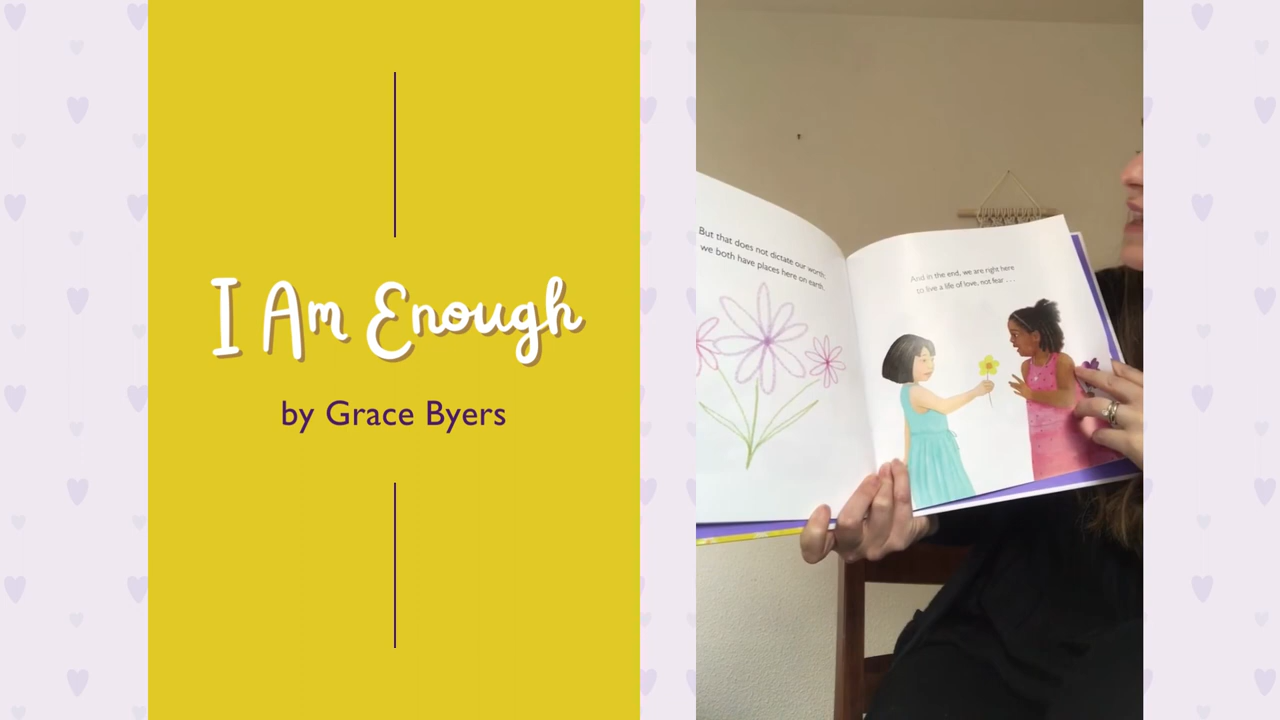 I Am Enough
by Grace Byers
But that does not dictate our worth;
we both have places here on earth.
And in the end, we are right here
to live a life of love, not fear . . .